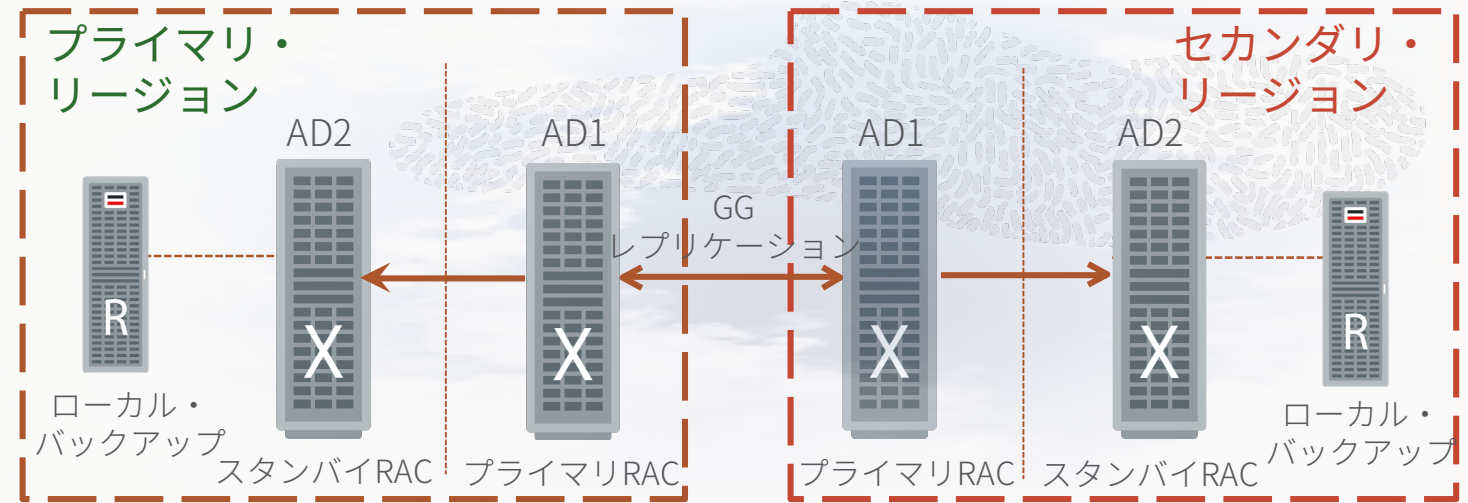 プライマリ・
リージョン
セカンダリ・
リージョン
AD2
AD1
AD1
AD2
GG
レプリケーション
R
X
X
X
X
R
ローカル・
バックアップ
スタンバイRAC
プライマリRAC
プライマリRAC
スタンバイRAC
ローカル・
バックアップ